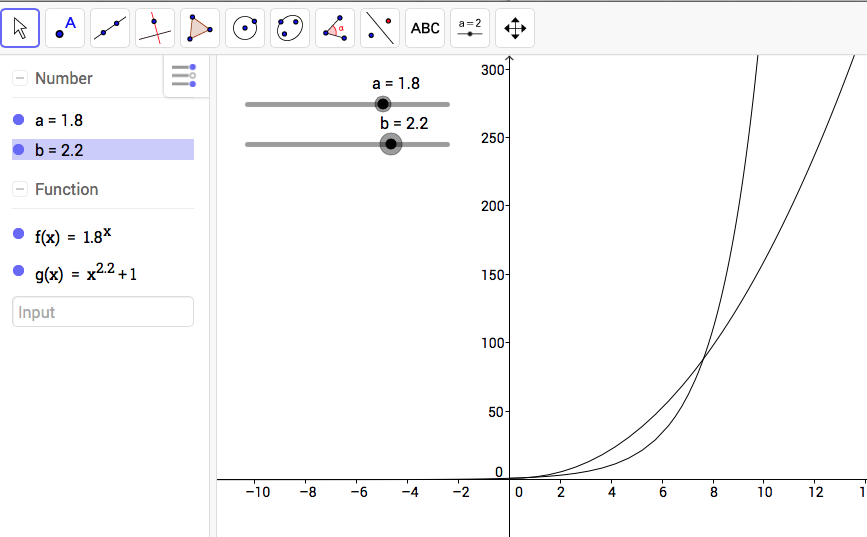 A
α
ABC
a=2
Number
a = 1.8
b = 2.2
Function
f(x) = 1.8^x
g(x) = x^2.2 + 1
Input
a = 1.8
b = 2.2
300
250
200
150
100
50
0
−10 −8 −6 −4 −2 0 2 4 6 8 10 12 1